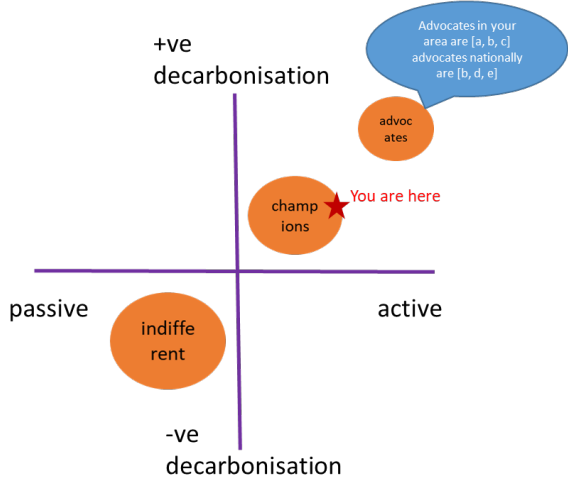 Advocates in your
area are [a, b, c]
advocates nationally
are [b, d, e]
+ve
decarbonisation
advoc
ates
You are here
champ
ions
passive
active
indiffe
rent
-ve
decarbonisation